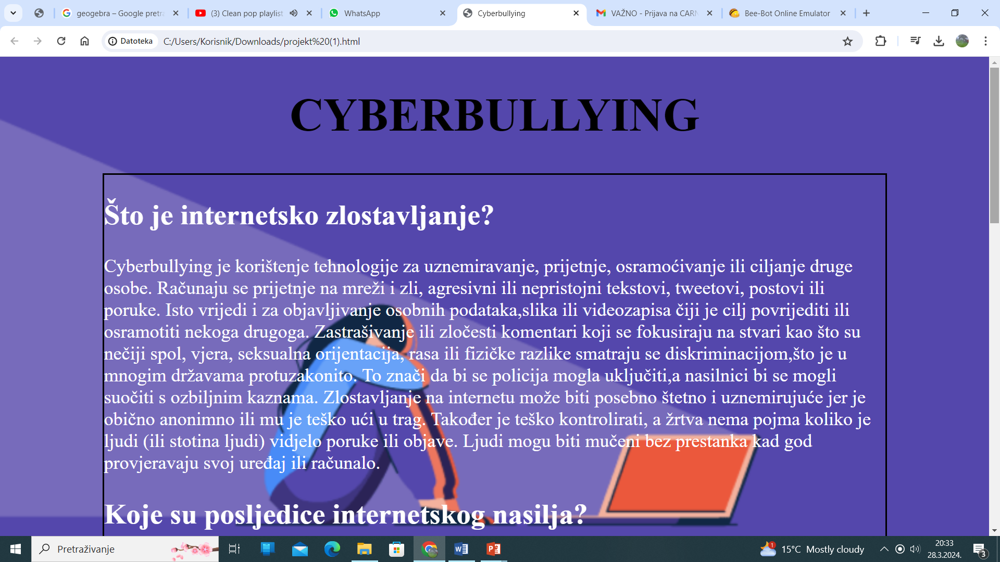 geogebra – Google pretra
(3) Clean pop playlist
WhatsApp
Cyberbullying
VAŽNO - Prijava na CARN
Bee-Bot Online Emulator
Datoteka
C:/Users/Korisnik/Downloads/projekt%20(1).html
CYBERBULLYING
Što je internetsko zlostavljanje?
Cyberbullying je korištenje tehnologije za uznemiravanje, prijetnje, osramoćivanje ili ciljanje druge
osobe. Računaju se prijetnje na mreži i zli, agresivni ili nepristojni tekstovi, tweetovi, postovi ili
poruke. Isto vrijedi i za objavljivanje osobnih podataka,slika ili videozapisa čiji je cilj povrijediti ili
osramotiti nekoga drugoga. Zastrašivanje ili zločesti komentari koji se fokusiraju na stvari kao što su
nečiji spol, vjera, seksualna orijentacija, rasa ili fizičke razlike smatraju se diskriminacijom,što je u
mnogim državama protuzakonito. To znači da bi se policija mogla uključiti,a nasilnici bi se mogli
suočiti s ozbiljnim kaznama. Zlostavljanje na internetu može biti posebno štetno i uznemirujuće jer je
obično anonimno ili mu je teško ući u trag. Također je teško kontrolirati, a žrtva nema pojma koliko je
ljudi (ili stotina ljudi) vidjelo poruke ili objave. Ljudi mogu biti mučeni bez prestanka kad god
provjeravaju svoj uređaj ili računalo.
Koje su posljedice internetskog nasilja?
Pretraživanje
1
15°C Mostly cloudy
20:33
28.3.2024.
3